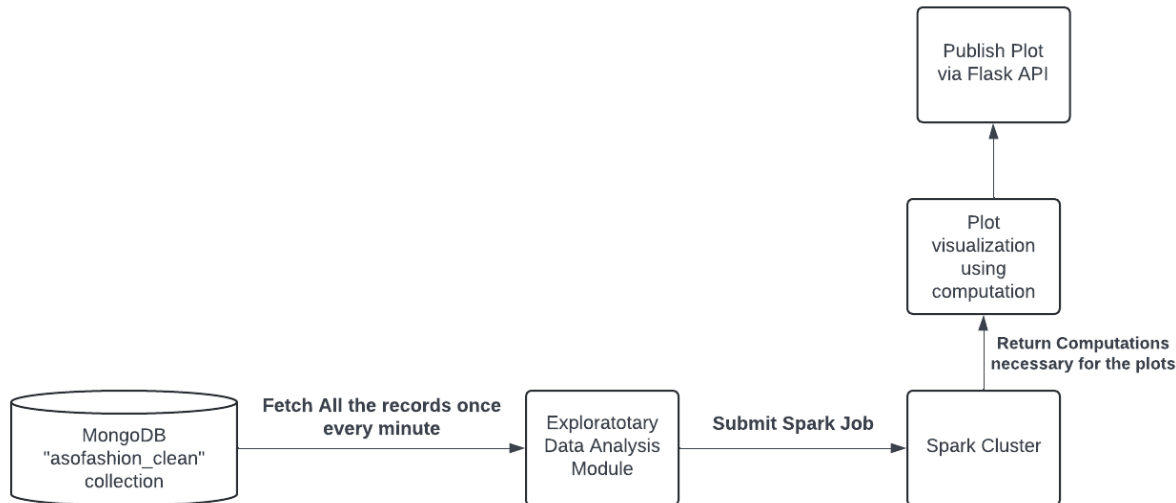 Publish Plot
via Flask API
Plot
visualization
using
computation
Return Computations
necessary for the plots
Fetch All the records once
every minute
MongoDB
"asofashion_clean"
collection
Exploratotary
Data Analysis
Module
Submit Spark Job
Spark Cluster